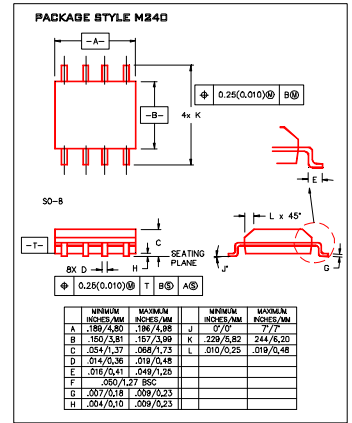 PACKAGE STYLE M240
-A-
0.25(0.010)Ⓜ BⓂ
-B-
4x K
E
SO-8
L x 45°
-T-
C
SEATING
PLANE
8X D
H
J°
G
0.25(0.010)Ⓜ T BⓈ AⓈ
MINIMUM INCHES/MM MAXIMUM INCHES/MM MINIMUM INCHES/MM MAXIMUM INCHES/MM
A .189/4,80 .196/4,98 J 0°/0° 7°/7°
B .150/3,81 .157/3,99 K .229/5,82 .244/6,20
C .054/1,37 .068/1,73 L .010/0,25 .019/0,48
D .014/0,36 .019/0,48
E .016/0,41 .049/1,25
F .050/1,27 BSC
G .007/0,18 .009/0,23
H .004/0,10 .009/0,23